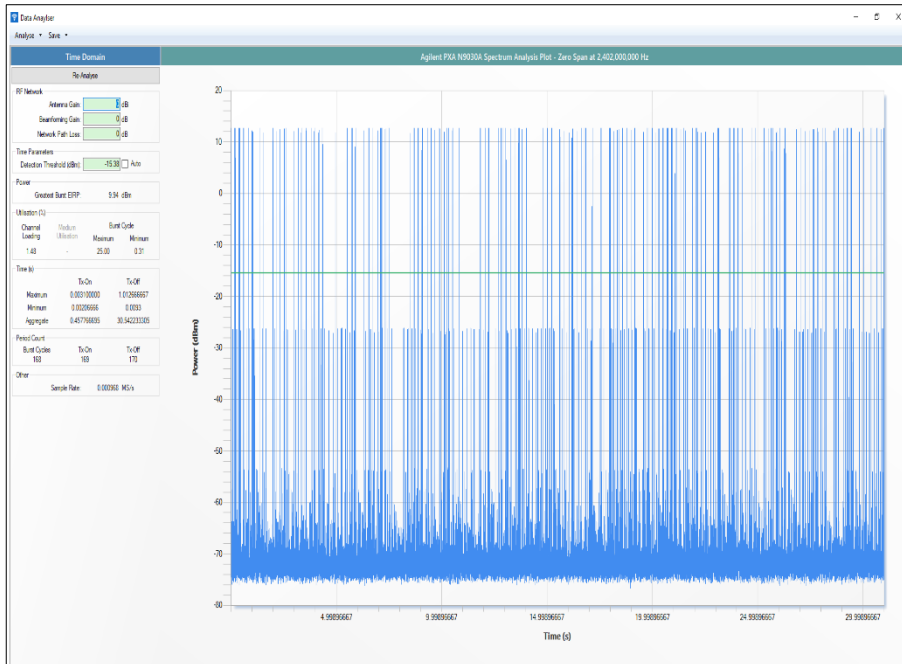 Data Anaylser
Analyse Save
Time Domain
Agilent PXA N9030A Spectrum Analysis Plot - Zero Span at 2,402,000,000 Hz
Re-Analyse
RF Network
Antenna Gain: 2 dBi
Beamforming Gain: 0 dB
Network Path Loss: 0 dB
Time Parameters
Detection Threshold (dBm): -15.38 Auto
Power
Greatest Burst EIRP: 9.94 dBm
Utilisation (%)
Channel Loading
Medium Utilisation
Burst Cycle
Maximum Minimum
1.48 - 25.00 0.31
Time (s)
Tx-On Tx-Off
Maximum 0.003100000 1.012666667
Minimum 0.00206666 0.0093
Aggregate 0.457766695 30.542233305
Period Count
Burst Cycles Tx-On Tx-Off
168 169 170
Other
Sample Rate: 0.000968 MS/s
Power (dBm)
20
10
0
-10
-20
-30
-40
-50
-60
-70
-80
4.99896667 9.99896667 14.99896667 19.99896667 24.99896667 29.99896667
Time (s)